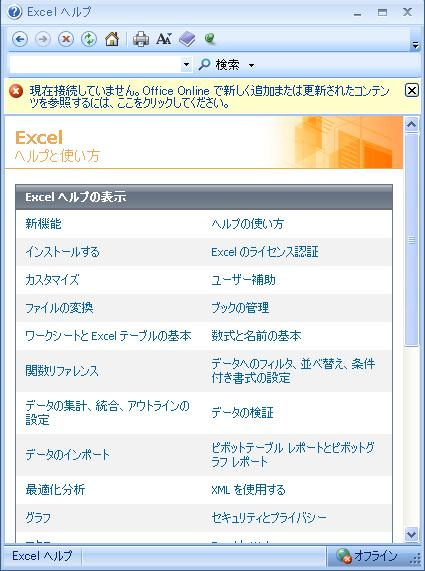 Excel ヘルプ
検索
現在接続していません。Office Online で新しく追加または更新されたコンテン
ツを参照するには、ここをクリックしてください。
Excel
ヘルプと使い方
Excel ヘルプの表示
新機能 ヘルプの使い方
インストールする Excel のライセンス認証
カスタマイズ ユーザー補助
ファイルの変換 ブックの管理
ワークシートと Excel テーブルの基本 数式と名前の基本
関数リファレンス
データへのフィルタ、並べ替え、条件
付き書式の設定
データの集計、統合、アウトラインの
設定
データの検証
データのインポート
ピボットテーブル レポートとピボットグ
ラフ レポート
最適化分析 XML を使用する
グラフ セキュリティとプライバシー
Excel ヘルプ オフライン